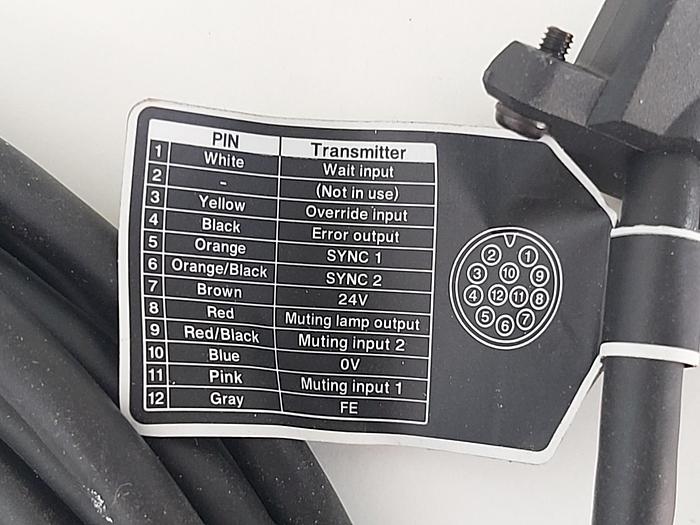 PIN Transmitter
1 White Wait input
2 – (Not in use)
3 Yellow Override input
4 Black Error output
5 Orange SYNC 1
6 Orange/Black SYNC 2
7 Brown 24V
8 Red Muting lamp output
9 Red/Black Muting input 2
10 Blue 0V
11 Pink Muting input 1
12 Gray FE
2 1
3 10 9
4 12 11 8
5 6 7